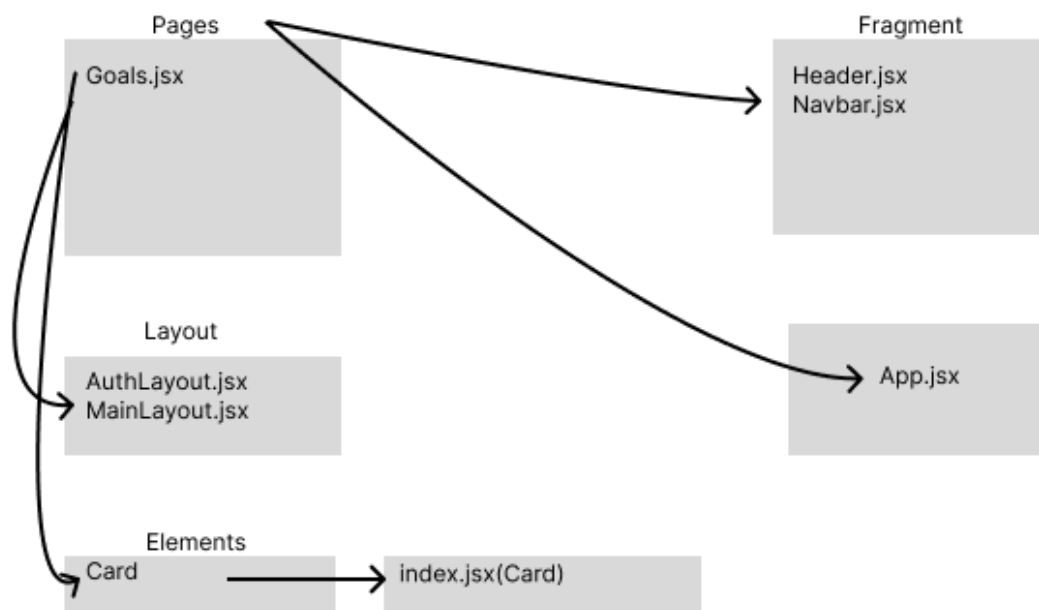 Pages
Goals.jsx
Fragment
Header.jsx
Navbar.jsx
Layout
AuthLayout.jsx
MainLayout.jsx
App.jsx
Elements
Card
index.jsx(Card)